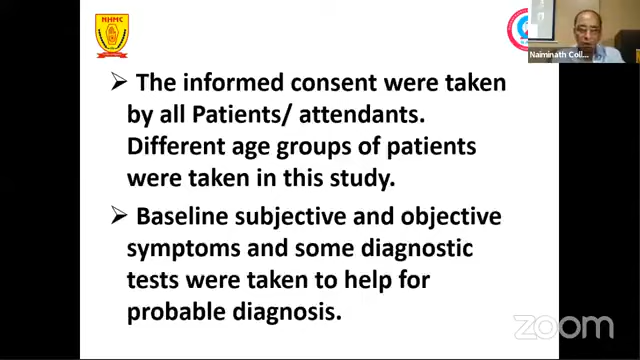 NHMC
Naiminath Coll...
➤ The informed consent were taken
by all Patients/ attendants.
Different age groups of patients
were taken in this study.
➤ Baseline subjective and objective
symptoms and some diagnostic
tests were taken to help for
probable diagnosis.
zoom